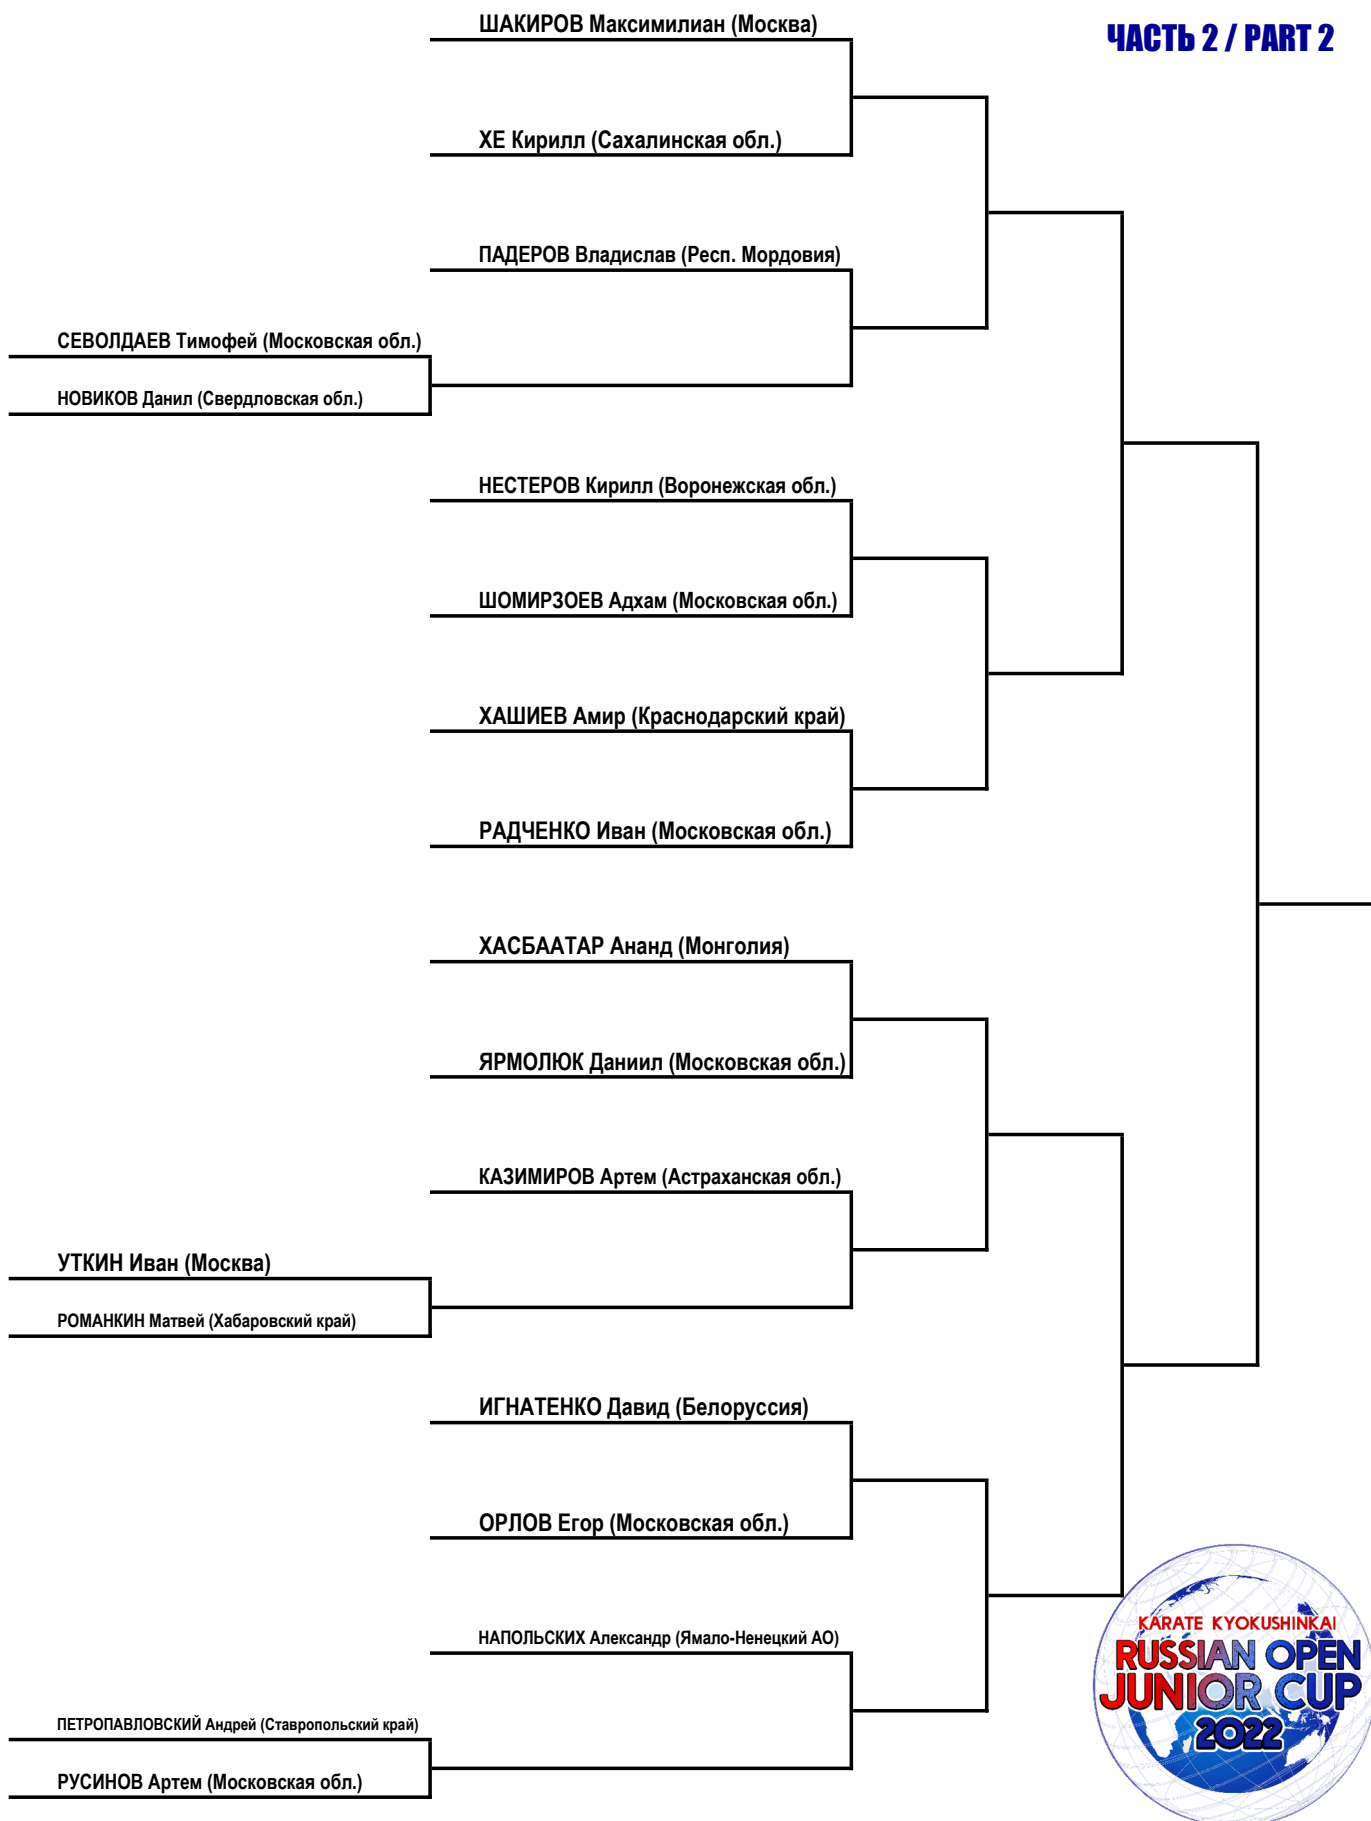 ШАКИРОВ Максимилиан (Москва)
ЧАСТЬ 2 / PART 2
ХЕ Кирилл (Сахалинская обл.)
ПАДЕРОВ Владислав (Респ. Мордовия)
СЕВОЛДАЕВ Тимофей (Московская обл.)
НОВИКОВ Данил (Свердловская обл.)
НЕСТЕРОВ Кирилл (Воронежская обл.)
ШОМИРЗОЕВ Адхам (Московская обл.)
ХАШИЕВ Амир (Краснодарский край)
РАДЧЕНКО Иван (Московская обл.)
ХАСБААТАР Ананд (Монголия)
ЯРМОЛЮК Даниил (Московская обл.)
КАЗИМИРОВ Артем (Астраханская обл.)
УТКИН Иван (Москва)
РОМАНКИН Матвей (Хабаровский край)
ИГНАТЕНКО Давид (Белоруссия)
ОРЛОВ Егор (Московская обл.)
НАПОЛЬСКИХ Александр (Ямало-Ненецкий АО)
ПЕТРОПАВЛОВСКИЙ Андрей (Ставропольский край)
РУСИНОВ Артем (Московская обл.)
KARATE KYOKUSHINKAI
RUSSIAN OPEN
JUNIOR CUP
2022